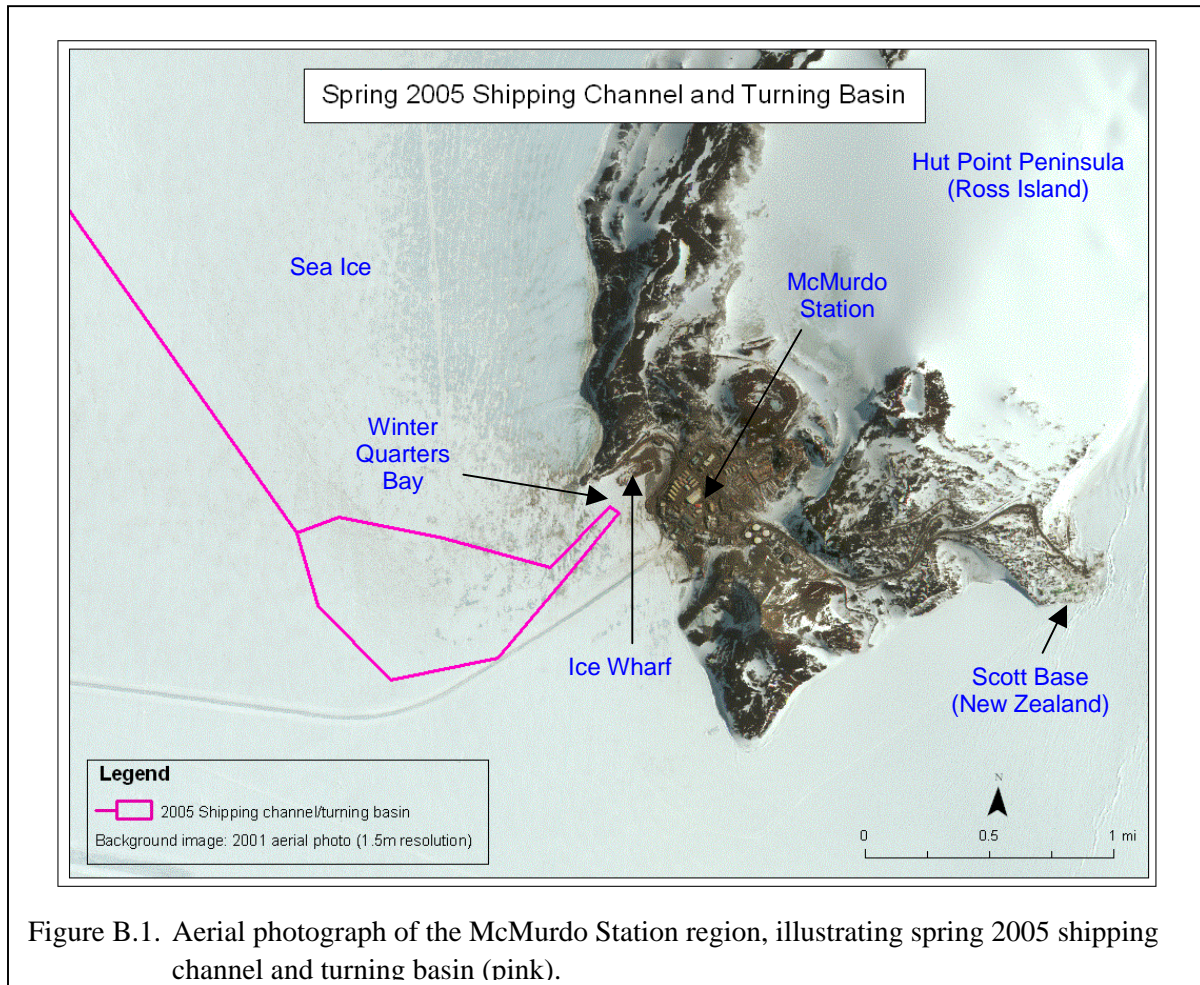 Spring 2005 Shipping Channel and Turning Basin
Hut Point Peninsula
(Ross Island)
Sea Ice
McMurdo
Station
Winter
Quarters
Bay
Ice Wharf
Scott Base
(New Zealand)
Legend
2005 Shipping channel/turning basin
Background image: 2001 aerial photo (1.5m resolution)
N
0 0.5 1 mi
Figure B.1. Aerial photograph of the McMurdo Station region, illustrating spring 2005 shipping
channel and turning basin (pink).